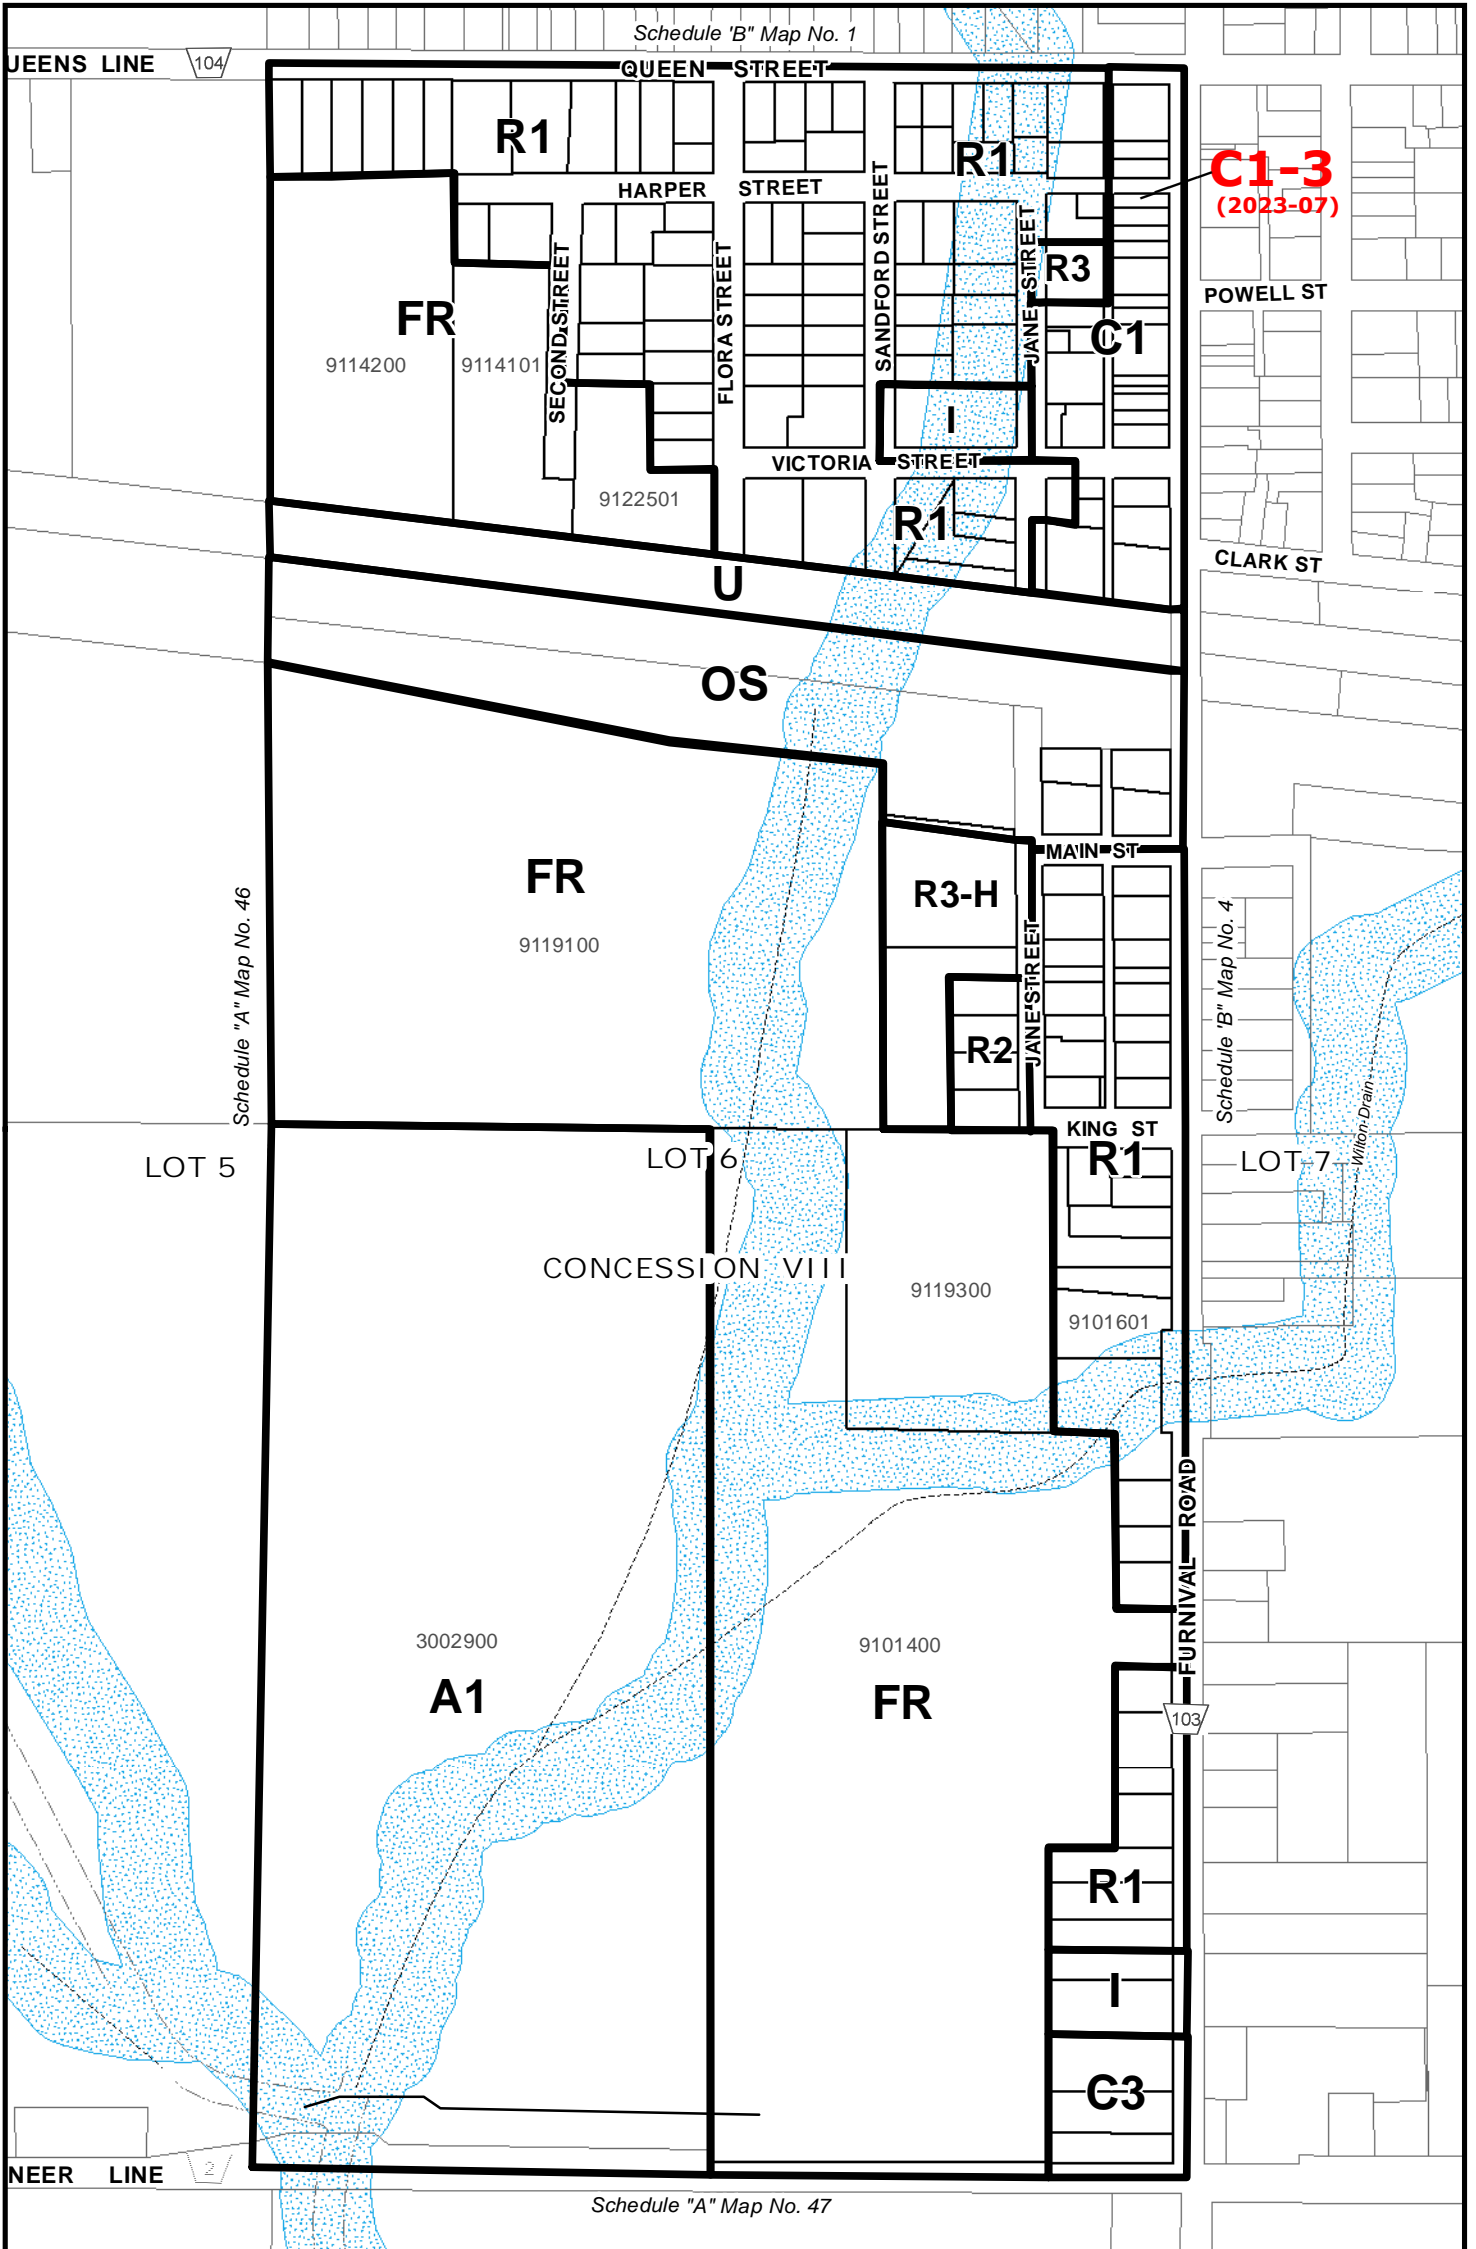 Schedule 'B" Map No. 1
UEENS LINE
104
QUEEN STREET
R1
R1
C1-3
(2023-07)
HARPER STREET
SECOND STREET
FLORA STREET
SANDFORD STREET
JANE STREET
R3
POWELL ST
FR
C1
9114200
9114101
I
VICTORIA STREET
9122501
R1
CLARK ST
U
OS
MAIN ST
FR
R3-H
9119100
Schedule "A" Map No. 46
JANE STREET
Schedule 'B" Map No. 4
R2
Wilton Drain
KING ST
LOT 5
LOT 6
R1
LOT 7
CONCESSION VIII
9119300
9101601
FURNIVAL ROAD
3002900
9101400
A1
FR
103
R1
I
C3
NEER LINE
2
Schedule "A" Map No. 47